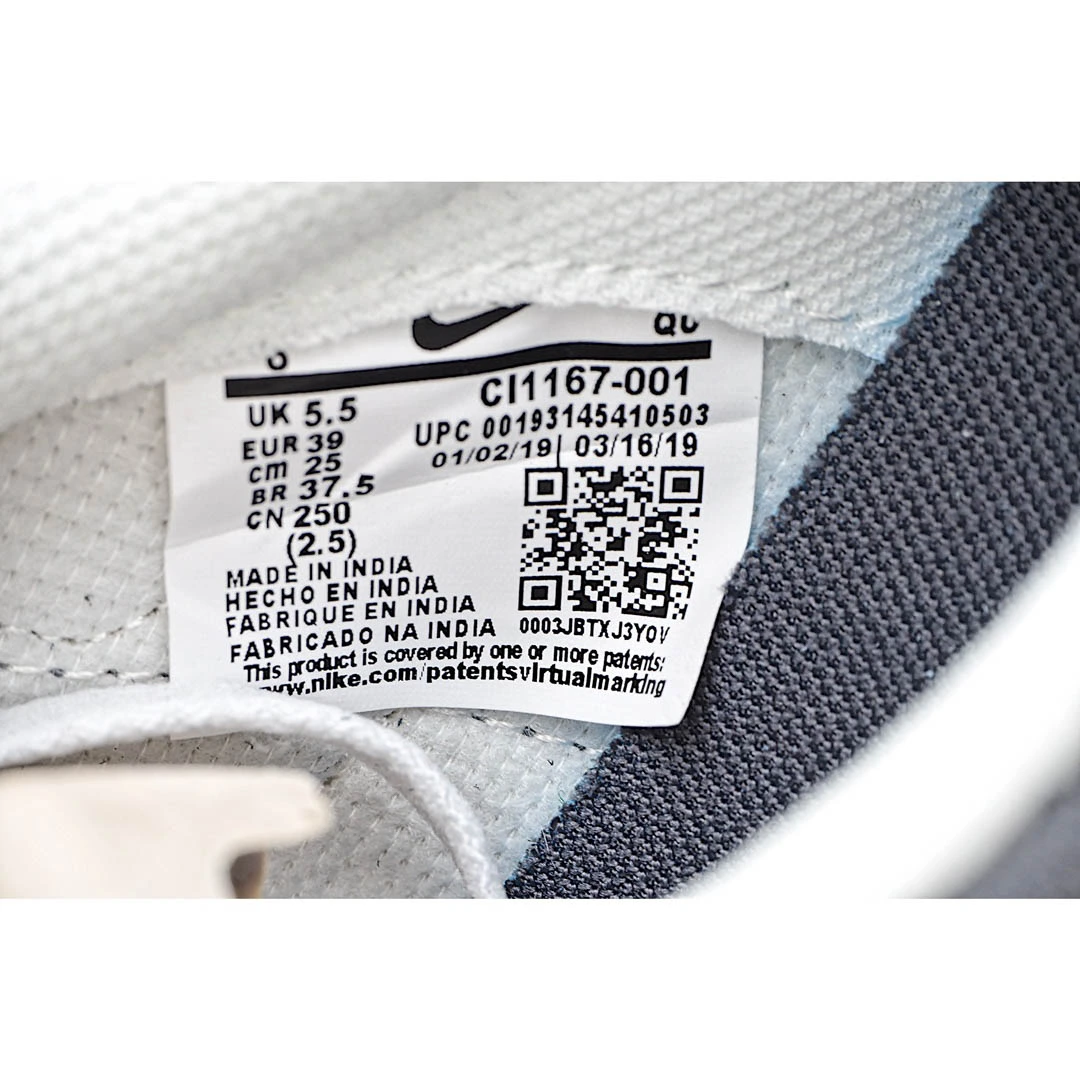 UK 5.5
EUR 39
cm 25
BR 37.5
CN 250
(2.5)
CI1167-001
UPC 00193145410503
01/02/19| 03/16/19
0003JBTXJ3YQV
MADE IN INDIA
HECHO EN INDIA
FABRIQUE EN INDIA
FABRICADO NA INDIA
This product is covered by one or more patents:
www.nike.com/patentsvirtualmarking